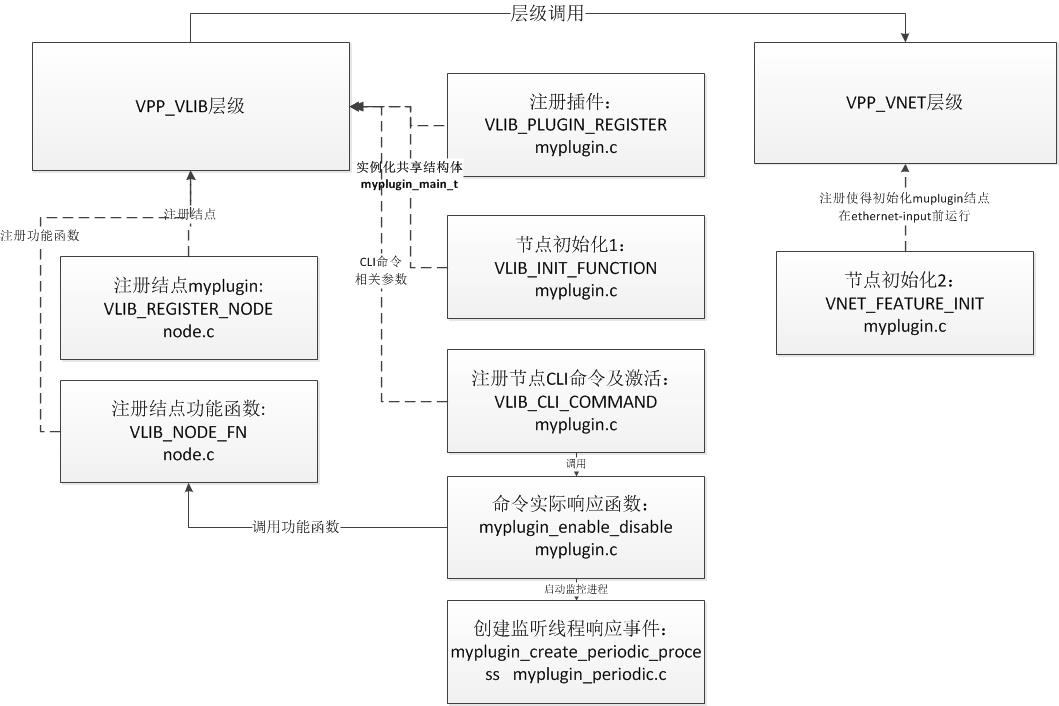 层级调用
VPP_VLIB层级
VPP_VNET层级
注册插件：
VLIB_PLUGIN_REGISTER
myplugin.c
实例化共享结构体
myplugin_main_t
注册结点
注册功能函数
注册使得初始化muplugin结点
在ethernet-input前运行
节点初始化1：
VLIB_INIT_FUNCTION
myplugin.c
CLI命令
相关参数
注册结点myplugin:
VLIB_REGISTER_NODE
node.c
节点初始化2：
VNET_FEATURE_INIT
myplugin.c
注册节点CLI命令及激活：
VLIB_CLI_COMMAND
myplugin.c
注册结点功能函数:
VLIB_NODE_FN
node.c
调用
命令实际响应函数：
myplugin_enable_disable
myplugin.c
调用功能函数
启动监控进程
创建监听线程响应事件：
myplugin_create_periodic_proce
ss myplugin_periodic.c